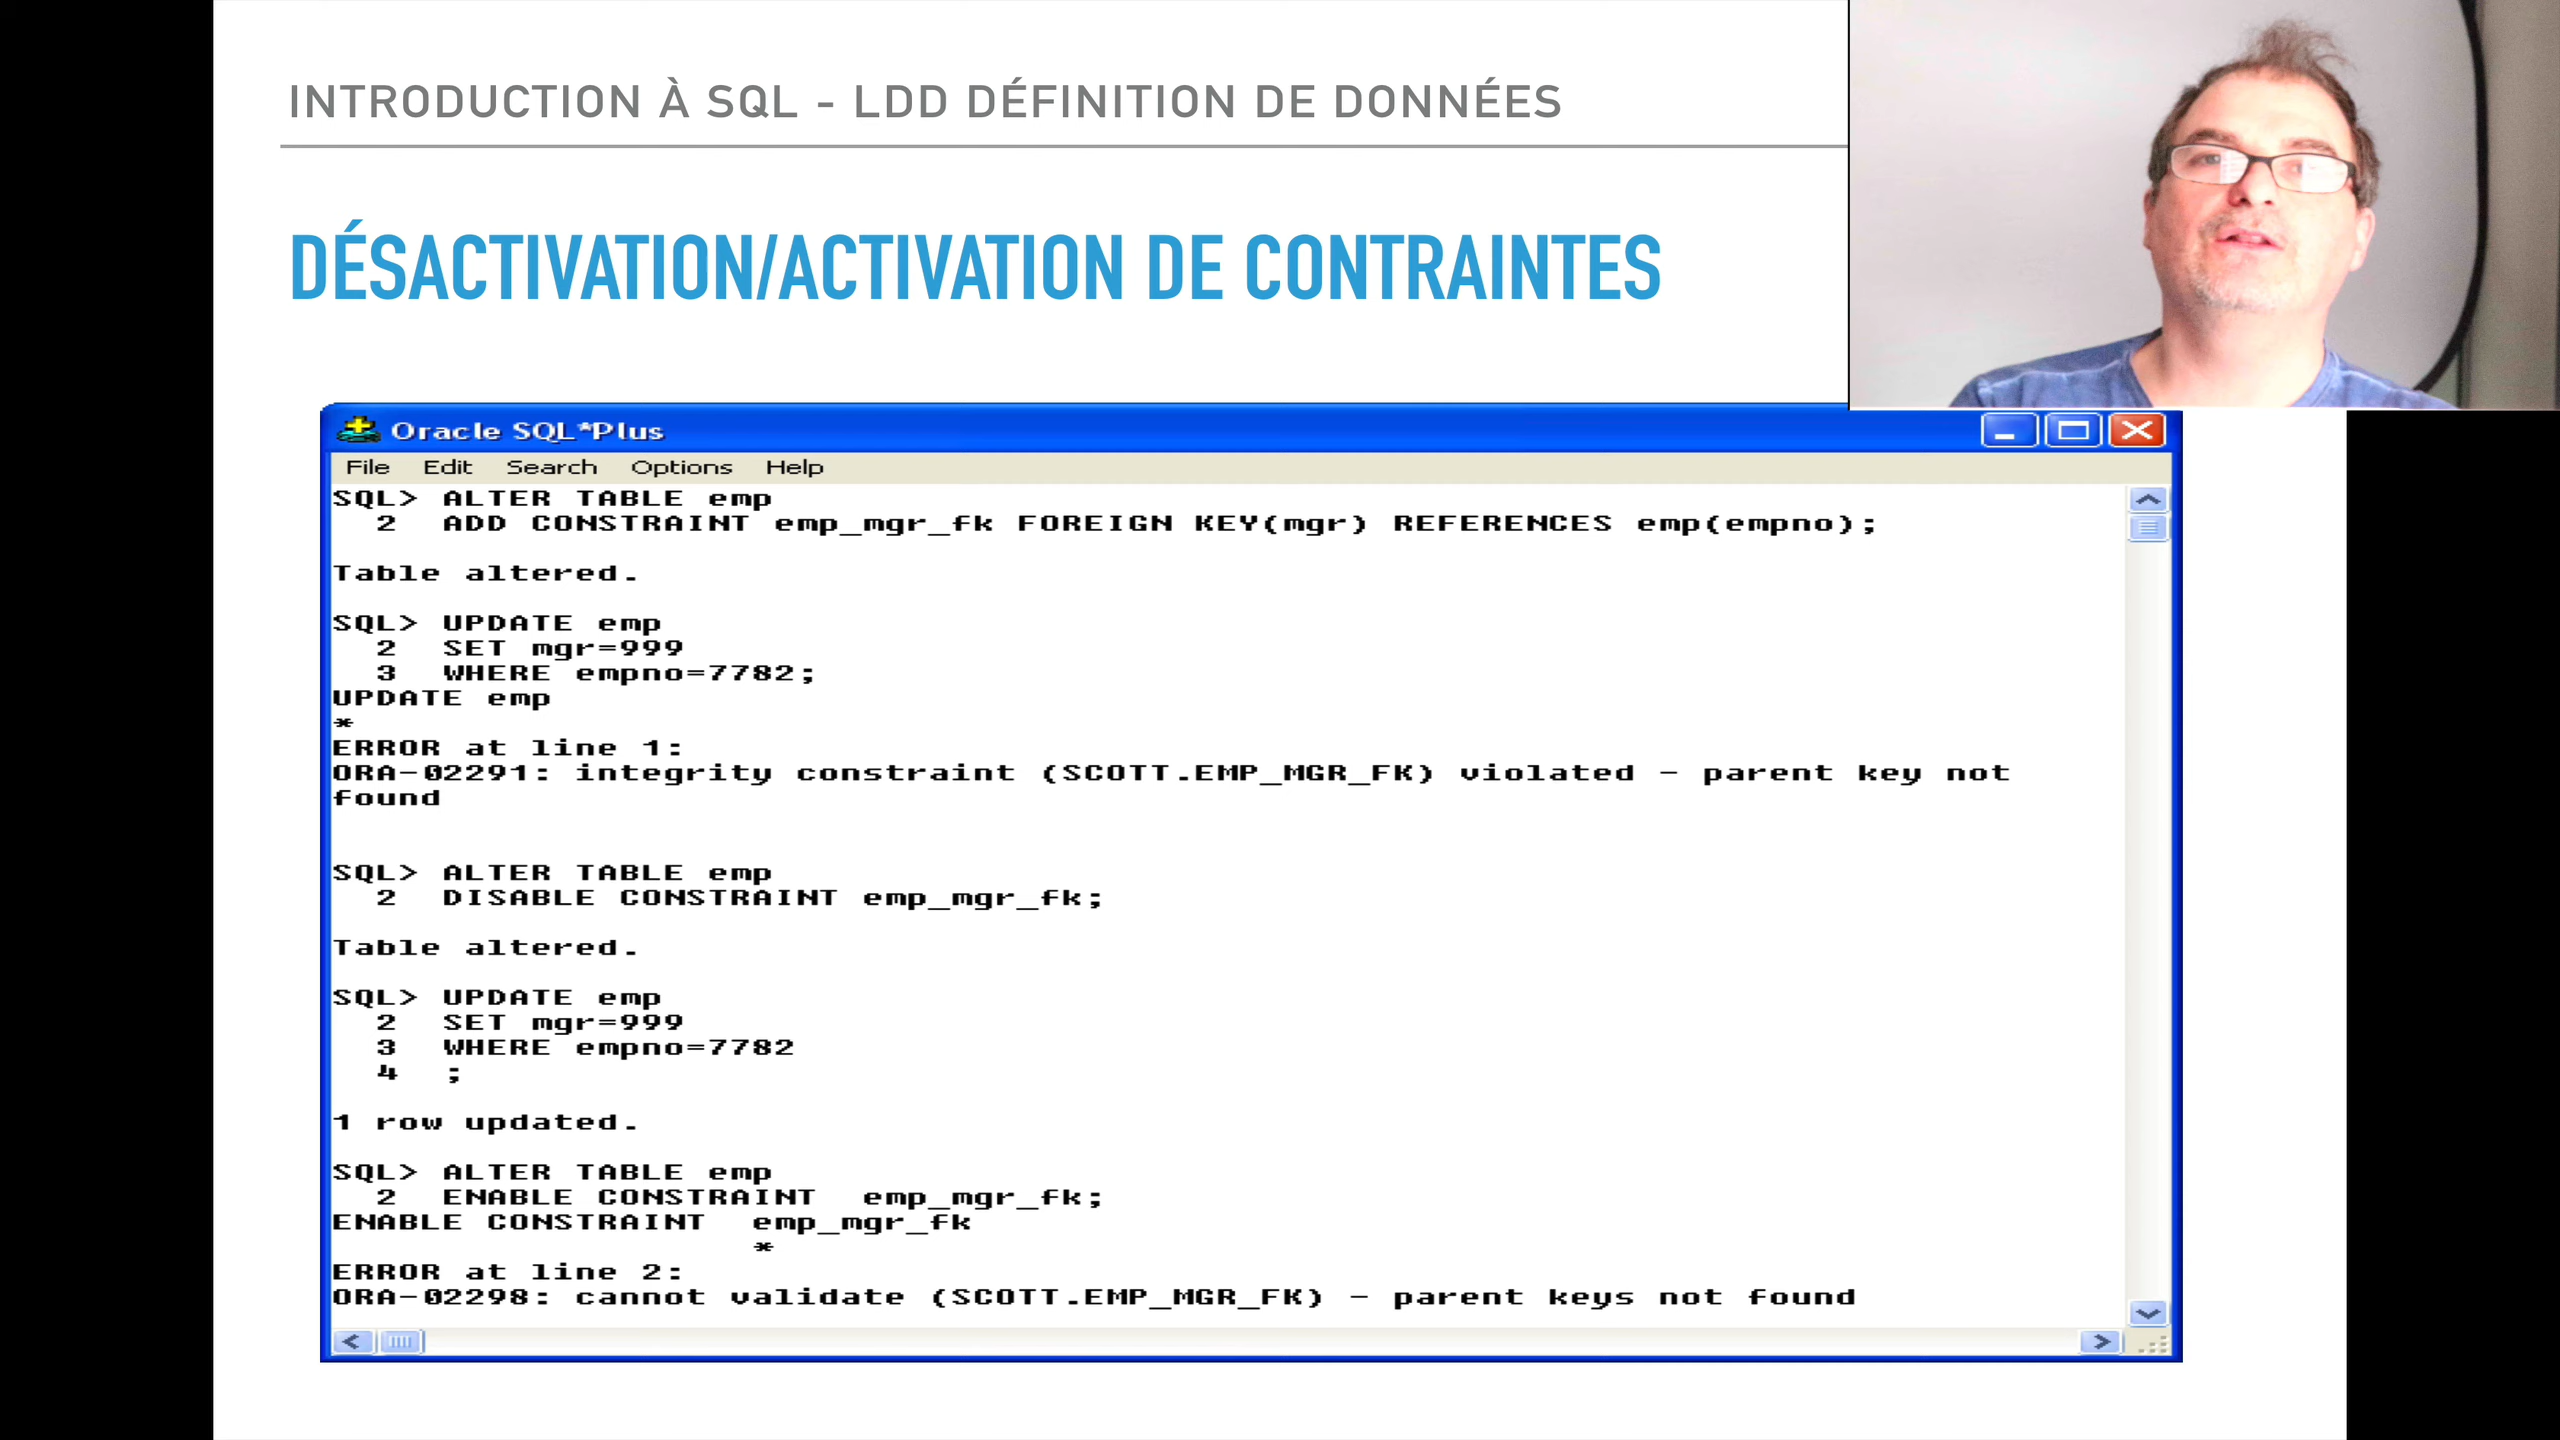 INTRODUCTION À SQL - LDD DÉFINITION DE DONNÉES
DÉSACTIVATION/ACTIVATION DE CONTRAINTES
Oracle SQL*Plus
File Edit Search Options Help
SQL> ALTER TABLE emp
2 ADD CONSTRAINT emp_mgr_fk FOREIGN KEY(mgr) REFERENCES emp(empno);
Table altered.
SQL> UPDATE emp
2 SET mgr=999
3 WHERE empno=7782;
UPDATE emp
*
ERROR at line 1:
ORA-02291: integrity constraint (SCOTT.EMP_MGR_FK) violated - parent key not
found
SQL> ALTER TABLE emp
2 DISABLE CONSTRAINT emp_mgr_fk;
Table altered.
SQL> UPDATE emp
2 SET mgr=999
3 WHERE empno=7782
4 ;
1 row updated.
SQL> ALTER TABLE emp
2 ENABLE CONSTRAINT emp_mgr_fk;
ENABLE CONSTRAINT emp_mgr_fk
*
ERROR at line 2:
ORA-02298: cannot validate (SCOTT.EMP_MGR_FK) - parent keys not found